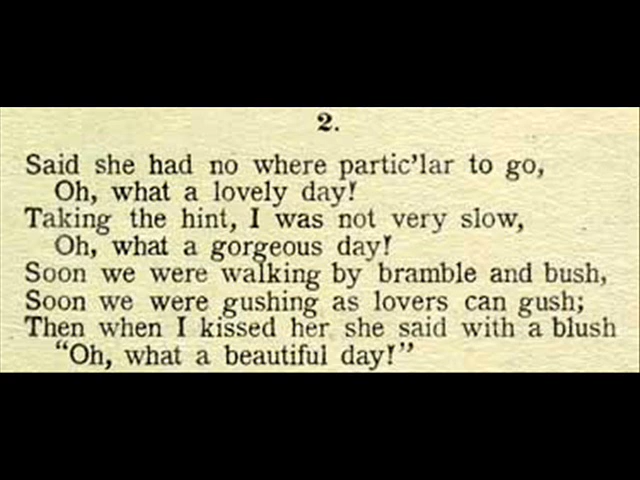 2.
Said she had no where partic'lar to go,
Oh, what a lovely day!
Taking the hint, I was not very slow,
Oh, what a gorgeous day!
Soon we were walking by bramble and bush,
Soon we were gushing as lovers can gush;
Then when I kissed her she said with a blush
"Oh, what a beautiful day!"